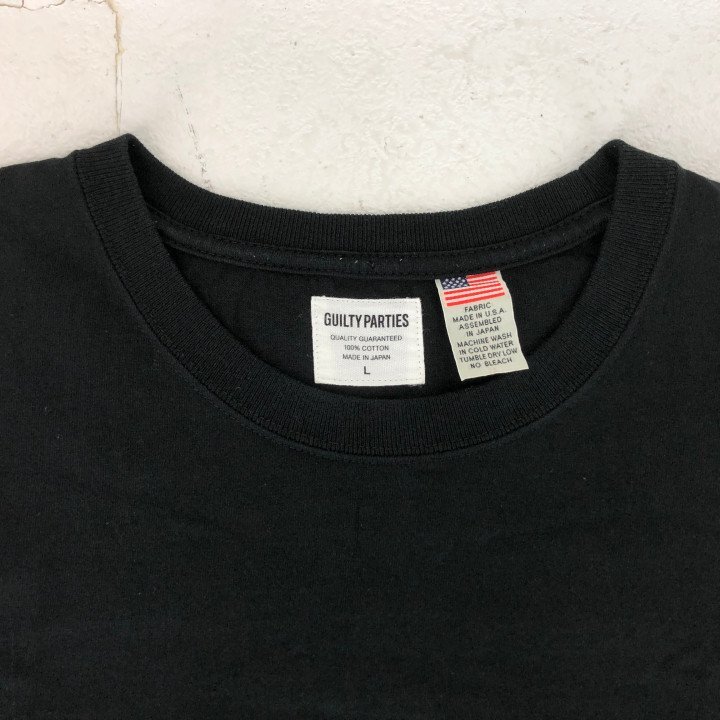 GUILTY PARTIES
QUALITY GUARANTEED
100% COTTON
MADE IN JAPAN
L
FABRIC
MADE IN U.S.A.
ASSEMBLED
IN JAPAN
MACHINE WASH
IN COLD WATER
TUMBLE DRY LOW
NO BLEACH